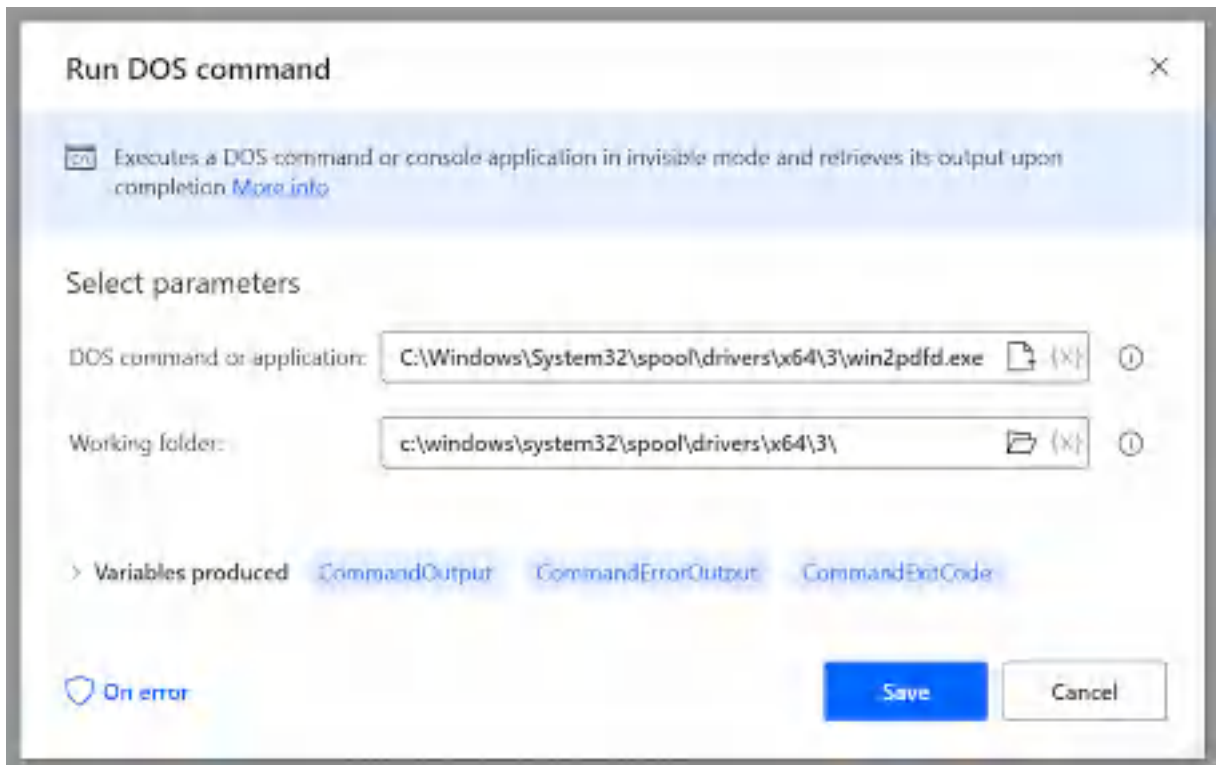 Run DOS command
Executes a DOS command or console application in invisible mode and retrieves its output upon
completion More info
Select parameters
DOS command or application: C:\Windows\System32\spool\drivers\x64\3\win2pdfd.exe {x}
Working folder: c:\windows\system32\spool\drivers\x64\3\ {x}
Variables produced CommandOutput CommandErrorOutput CommandExitCode
On error Save Cancel